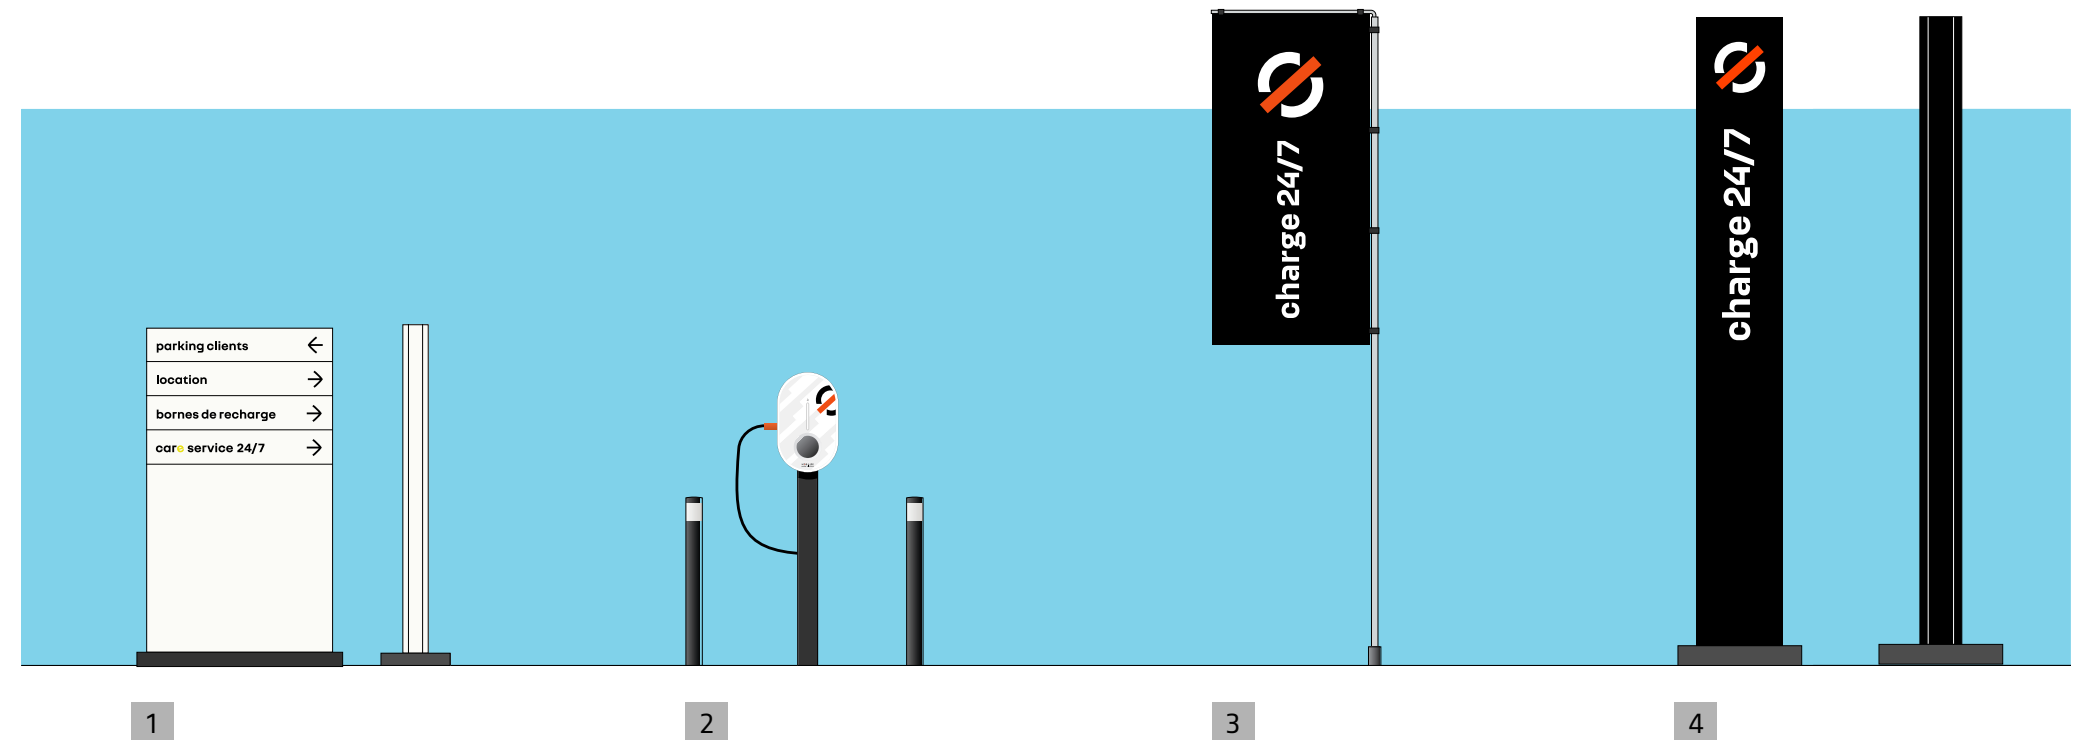 parking clients ←
location →
bornes de recharge →
care service 24/7 →
charge 24/7
charge 24/7
1
2
3
4